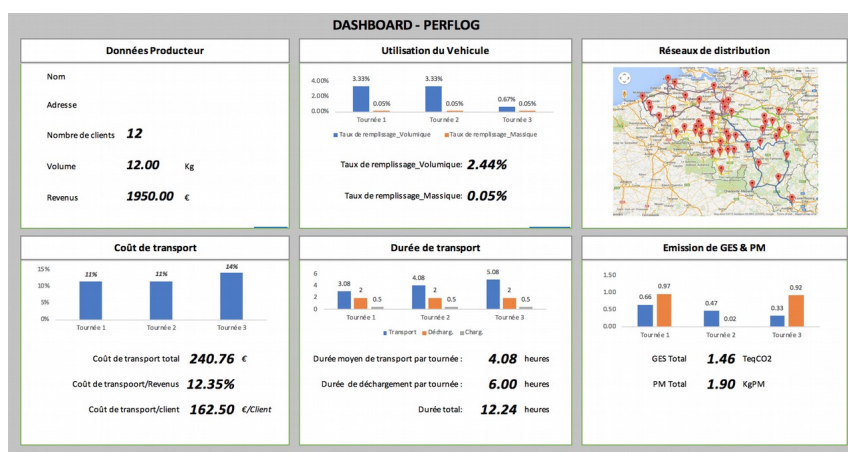 DASHBOARD - PERFLOG
Données Producteur
Nom
Adresse
Nombre de clients 12
Volume 12.00 Kg
Revenus 1950.00 €
Utilisation du Vehicule
4.00%
2.00%
0.00%
3.33% 3.33%
0.05% 0.05% 0.67% 0.05%
Tournée 1 Tournée 2 Tournée 3
Taux de remplissage_Volumique Taux de remplissage_Massique
Taux de remplissage_Volumique: 2.44%
Taux de remplissage_Massique: 0.05%
Réseaux de distribution
Coût de transport
15%
10%
5%
0%
11% 11% 14%
Tournée 1 Tournée 2 Tournée 3
Coût de transport total 240.76 €
Coût de transpoort/Revenus 12.35%
Coût de transport/client 162.50 €/Client
Durée de transport
6
4
2
0
3.08 2 0.5 4.08 2 0.5 5.08 2 0.5
Tournée 1 Tournée 2 Tournée 3
Transport Décharg. Charg.
Durée moyen de transport par tournée : 4.08 heures
Durée de déchargement par tournée : 6.00 heures
Durée total: 12.24 heures
Emission de GES & PM
1.50
1.00
0.50
0.00
0.66 0.97 0.47 0.02 0.33 0.92
Tournée 1 Tournée 2 Tournée 3
GES Total 1.46 TeqCO2
PM Total 1.90 KgPM